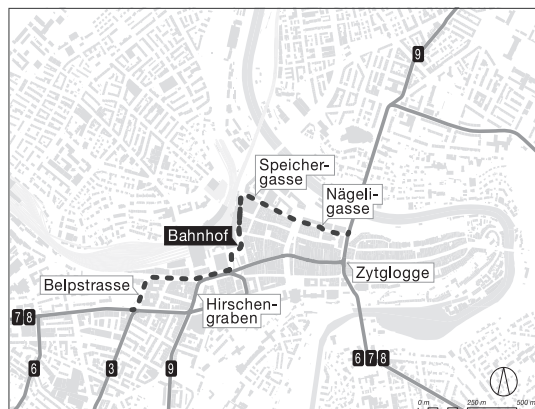 9
Speicher-
gasse
Nägeli-
gasse
Bahnhof
Belpstrasse
Zytglogge
Hirschen-
graben
7 8
6
3
9
6 7 8
0 m 250 m 500 m